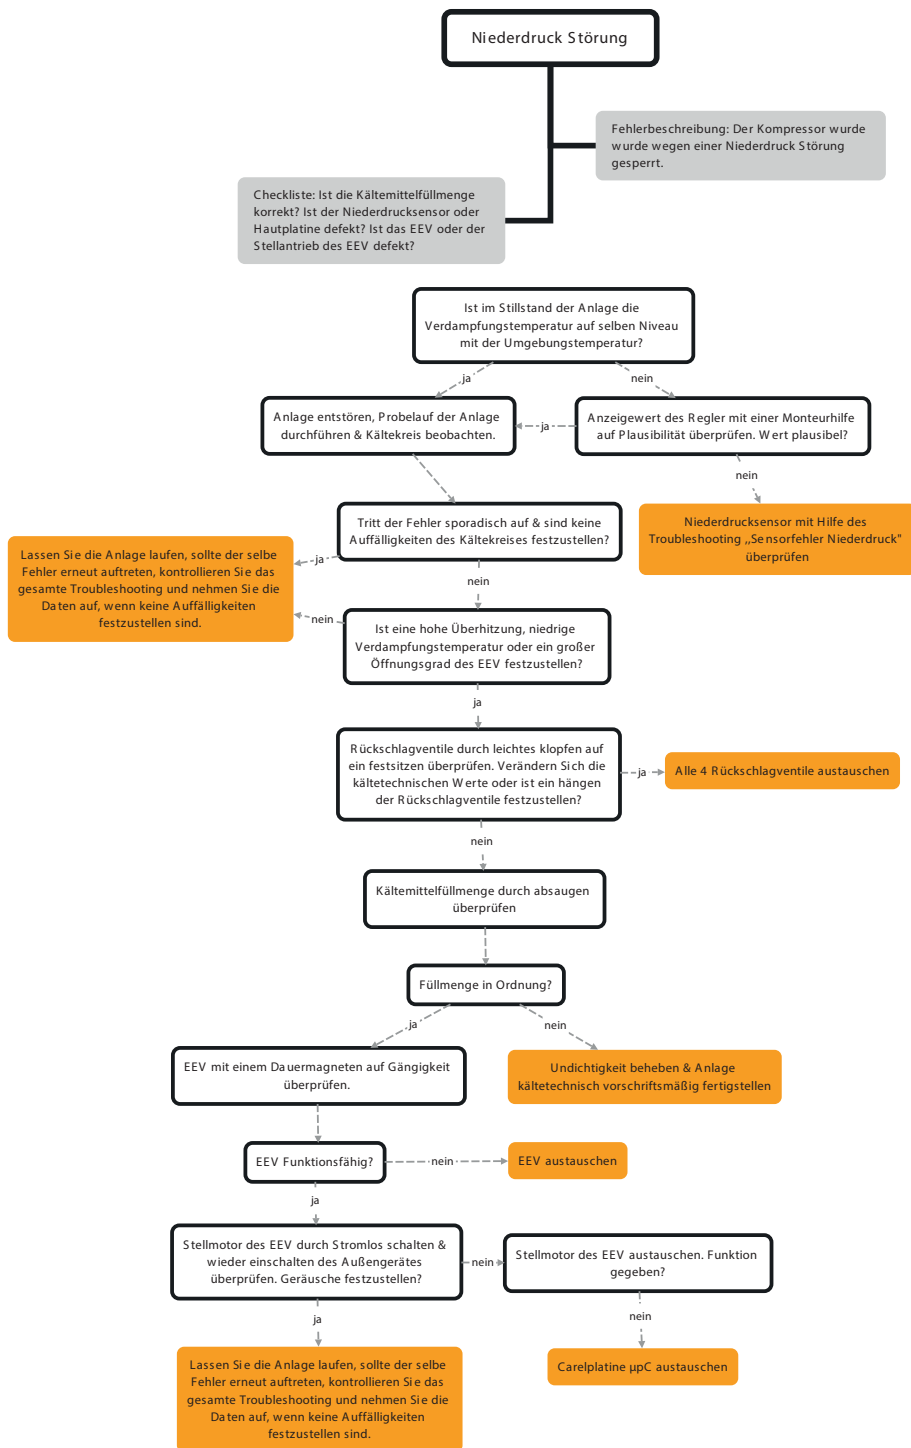 Niederdruck Störung
Fehlerbeschreibung: Der Kompressor wurde
wurde wegen einer Niederdruck Störung
gesperrt.
Checkliste: Ist die Kältemittelfüllmenge
korrekt? Ist der Niederdrucksensor oder
Hautplatine defekt? Ist das EEV oder der
Stellantrieb des EEV defekt?
Ist im Stillstand der Anlage die
Verdampfungstemperatur auf selben Niveau
mit der Umgebungstemperatur?
ja
nein
Anlage entstören, Probelauf der Anlage
durchführen & Kältekreis beobachten.
ja
Anzeigewert des Regler mit einer Monteurhilfe
auf Plausibilität überprüfen. Wert plausibel?
nein
Niederdrucksensor mit Hilfe des
Troubleshooting „Sensorfehler Niederdruck"
überprüfen
Tritt der Fehler sporadisch auf & sind keine
Auffälligkeiten des Kältekreises festzustellen?
ja
Lassen Sie die Anlage laufen, sollte der selbe
Fehler erneut auftreten, kontrollieren Sie das
gesamte Troubleshooting und nehmen Sie die
Daten auf, wenn keine Auffälligkeiten
festzustellen sind.
nein
nein
Ist eine hohe Überhitzung, niedrige
Verdampfungstemperatur oder ein großer
Öffnungsgrad des EEV festzustellen?
ja
Rückschlagventile durch leichtes klopfen auf
ein festsitzen überprüfen. Verändern Sich die
kältetechnischen Werte oder ist ein hängen
der Rückschlagventile festzustellen?
ja
Alle 4 Rückschlagventile austauschen
nein
Kältemittelfüllmenge durch absaugen
überprüfen
Füllmenge in Ordnung?
ja
nein
EEV mit einem Dauermagneten auf Gängigkeit
überprüfen.
Undichtigkeit beheben & Anlage
kältetechnisch vorschriftsmäßig fertigstellen
EEV Funktionsfähig?
nein
EEV austauschen
ja
Stellmotor des EEV durch Stromlos schalten &
wieder einschalten des Außengerätes
überprüfen. Geräusche festzustellen?
nein
Stellmotor des EEV austauschen. Funktion
gegeben?
ja
nein
Lassen Sie die Anlage laufen, sollte der selbe
Fehler erneut auftreten, kontrollieren Sie das
gesamte Troubleshooting und nehmen Sie die
Daten auf, wenn keine Auffälligkeiten
festzustellen sind.
Carelplatine µpC austauschen